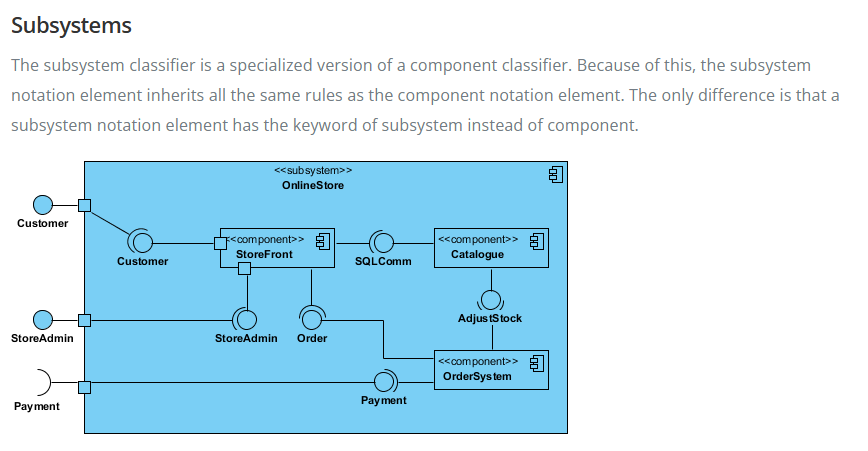 Subsystems
The subsystem classifier is a specialized version of a component classifier. Because of this, the subsystem
notation element inherits all the same rules as the component notation element. The only difference is that a
subsystem notation element has the keyword of subsystem instead of component.
<<subsystem>>
OnlineStore
Customer
<<component>>
StoreFront
<<component>>
Catalogue
Customer
SQLComm
StoreAdmin
StoreAdmin
Order
AdjustStock
<<component>>
OrderSystem
Payment
Payment